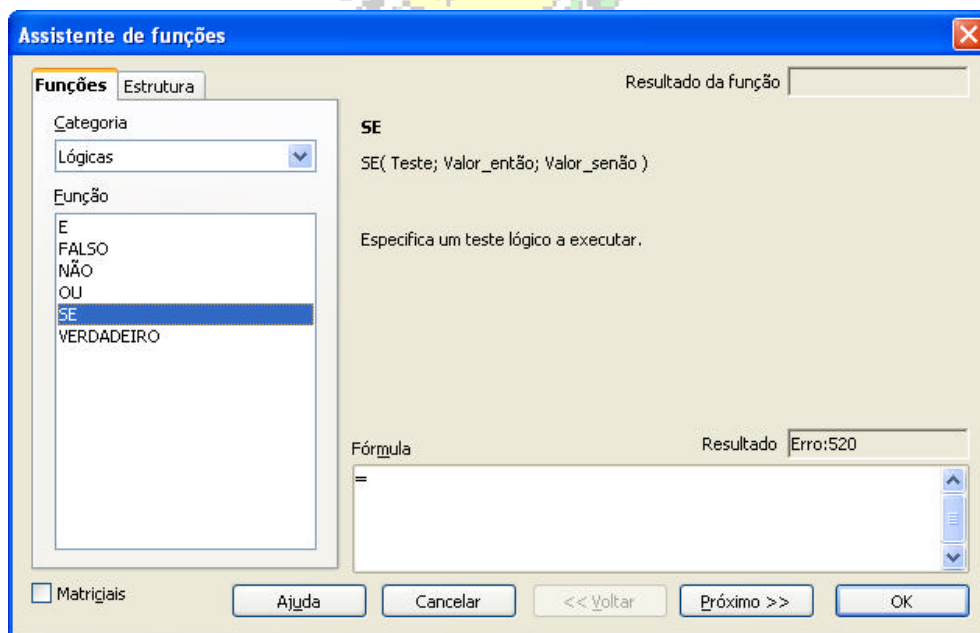 Assistente de funções
Funções Estrutura
Resultado da função
Categoria
Lógicas
Função
E
FALSO
NÃO
OU
SE
VERDADEIRO
SE
SE( Teste; Valor_então; Valor_senão )
Especifica um teste lógico a executar.
Fórmula
Resultado Erro:520
=
Matriciais
Ajuda
Cancelar
<< Voltar
Próximo >>
OK